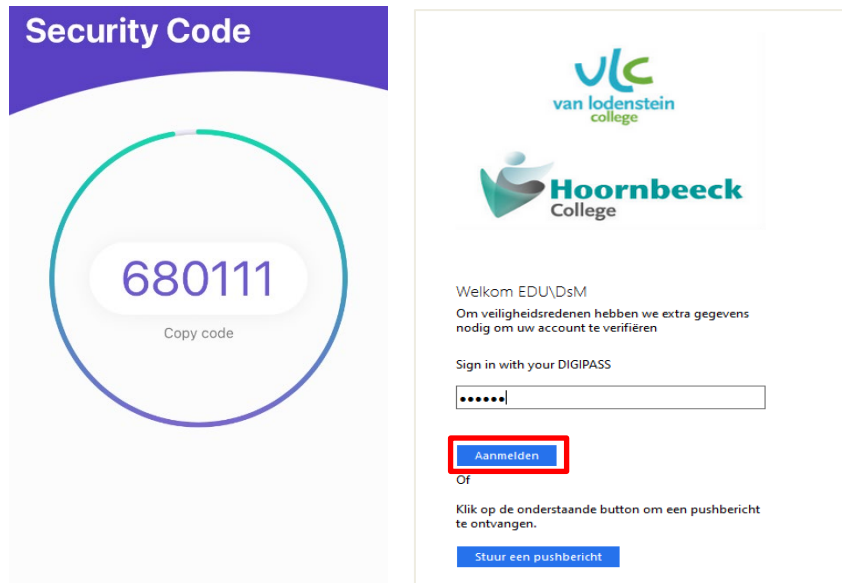 Security Code
680111
Copy code
vlc
van lodenstein
college
Hoornbeeck
College
Welkom EDU\DsM
Om veiligheidsredenen hebben we extra gegevens
nodig om uw account te verifiëren
Sign in with your DIGIPASS
••••••
Aanmelden
Of
Klik op de onderstaande button om een pushbericht
te ontvangen.
Stuur een pushbericht